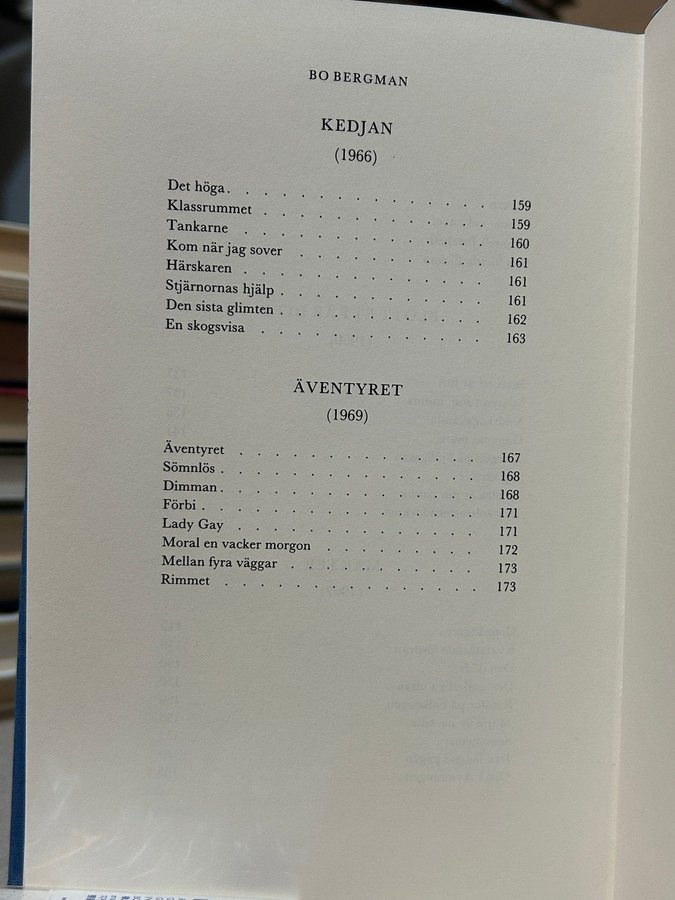 BO BERGMAN
KEDJAN
(1966)
Det höga . . . . . . . . . . . . . 159
Klassrummet . . . . . . . . . . . . 159
Tankarne . . . . . . . . . . . . . 160
Kom när jag sover . . . . . . . . . . 161
Härskaren . . . . . . . . . . . . . 161
Stjärnornas hjälp . . . . . . . . . . . 161
Den sista glimten . . . . . . . . . . . 162
En skogsvisa . . . . . . . . . . . . 163
ÄVENTYRET
(1969)
Äventyret . . . . . . . . . . . . . 167
Sömnlös . . . . . . . . . . . . . . 168
Dimman . . . . . . . . . . . . . . 168
Förbi . . . . . . . . . . . . . . . 171
Lady Gay . . . . . . . . . . . . . 171
Moral en vacker morgon . . . . . . . . 172
Mellan fyra väggar . . . . . . . . . . 173
Rimmet . . . . . . . . . . . . . . 173